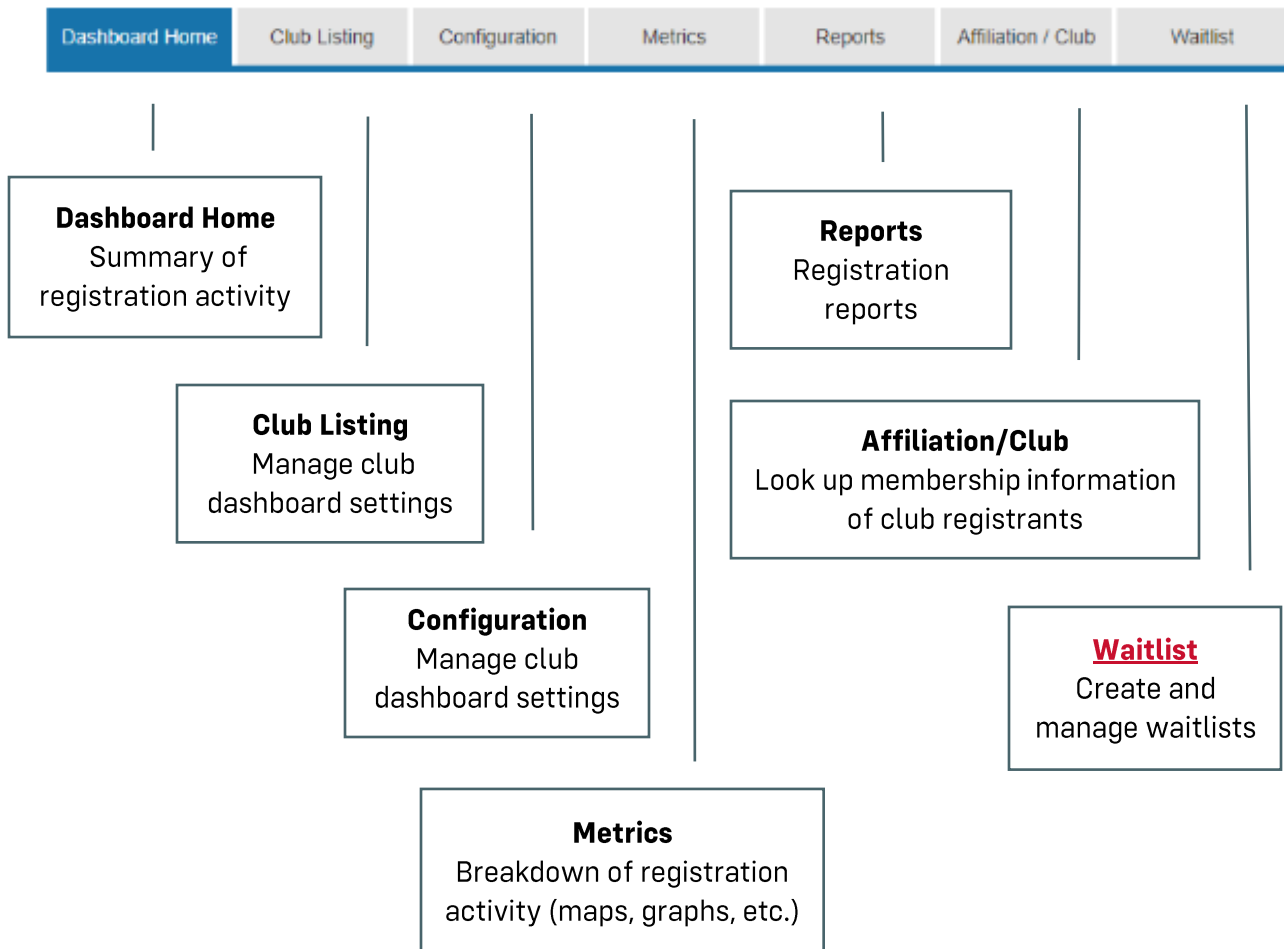 Dashboard Home Club Listing Configuration Metrics Reports Affiliation / Club Waitlist
Dashboard Home
Summary of
registration activity
Reports
Registration
reports
Club Listing
Manage club
dashboard settings
Affiliation/Club
Look up membership information
of club registrants
Configuration
Manage club
dashboard settings
Waitlist
Create and
manage waitlists
Metrics
Breakdown of registration
activity (maps, graphs, etc.)